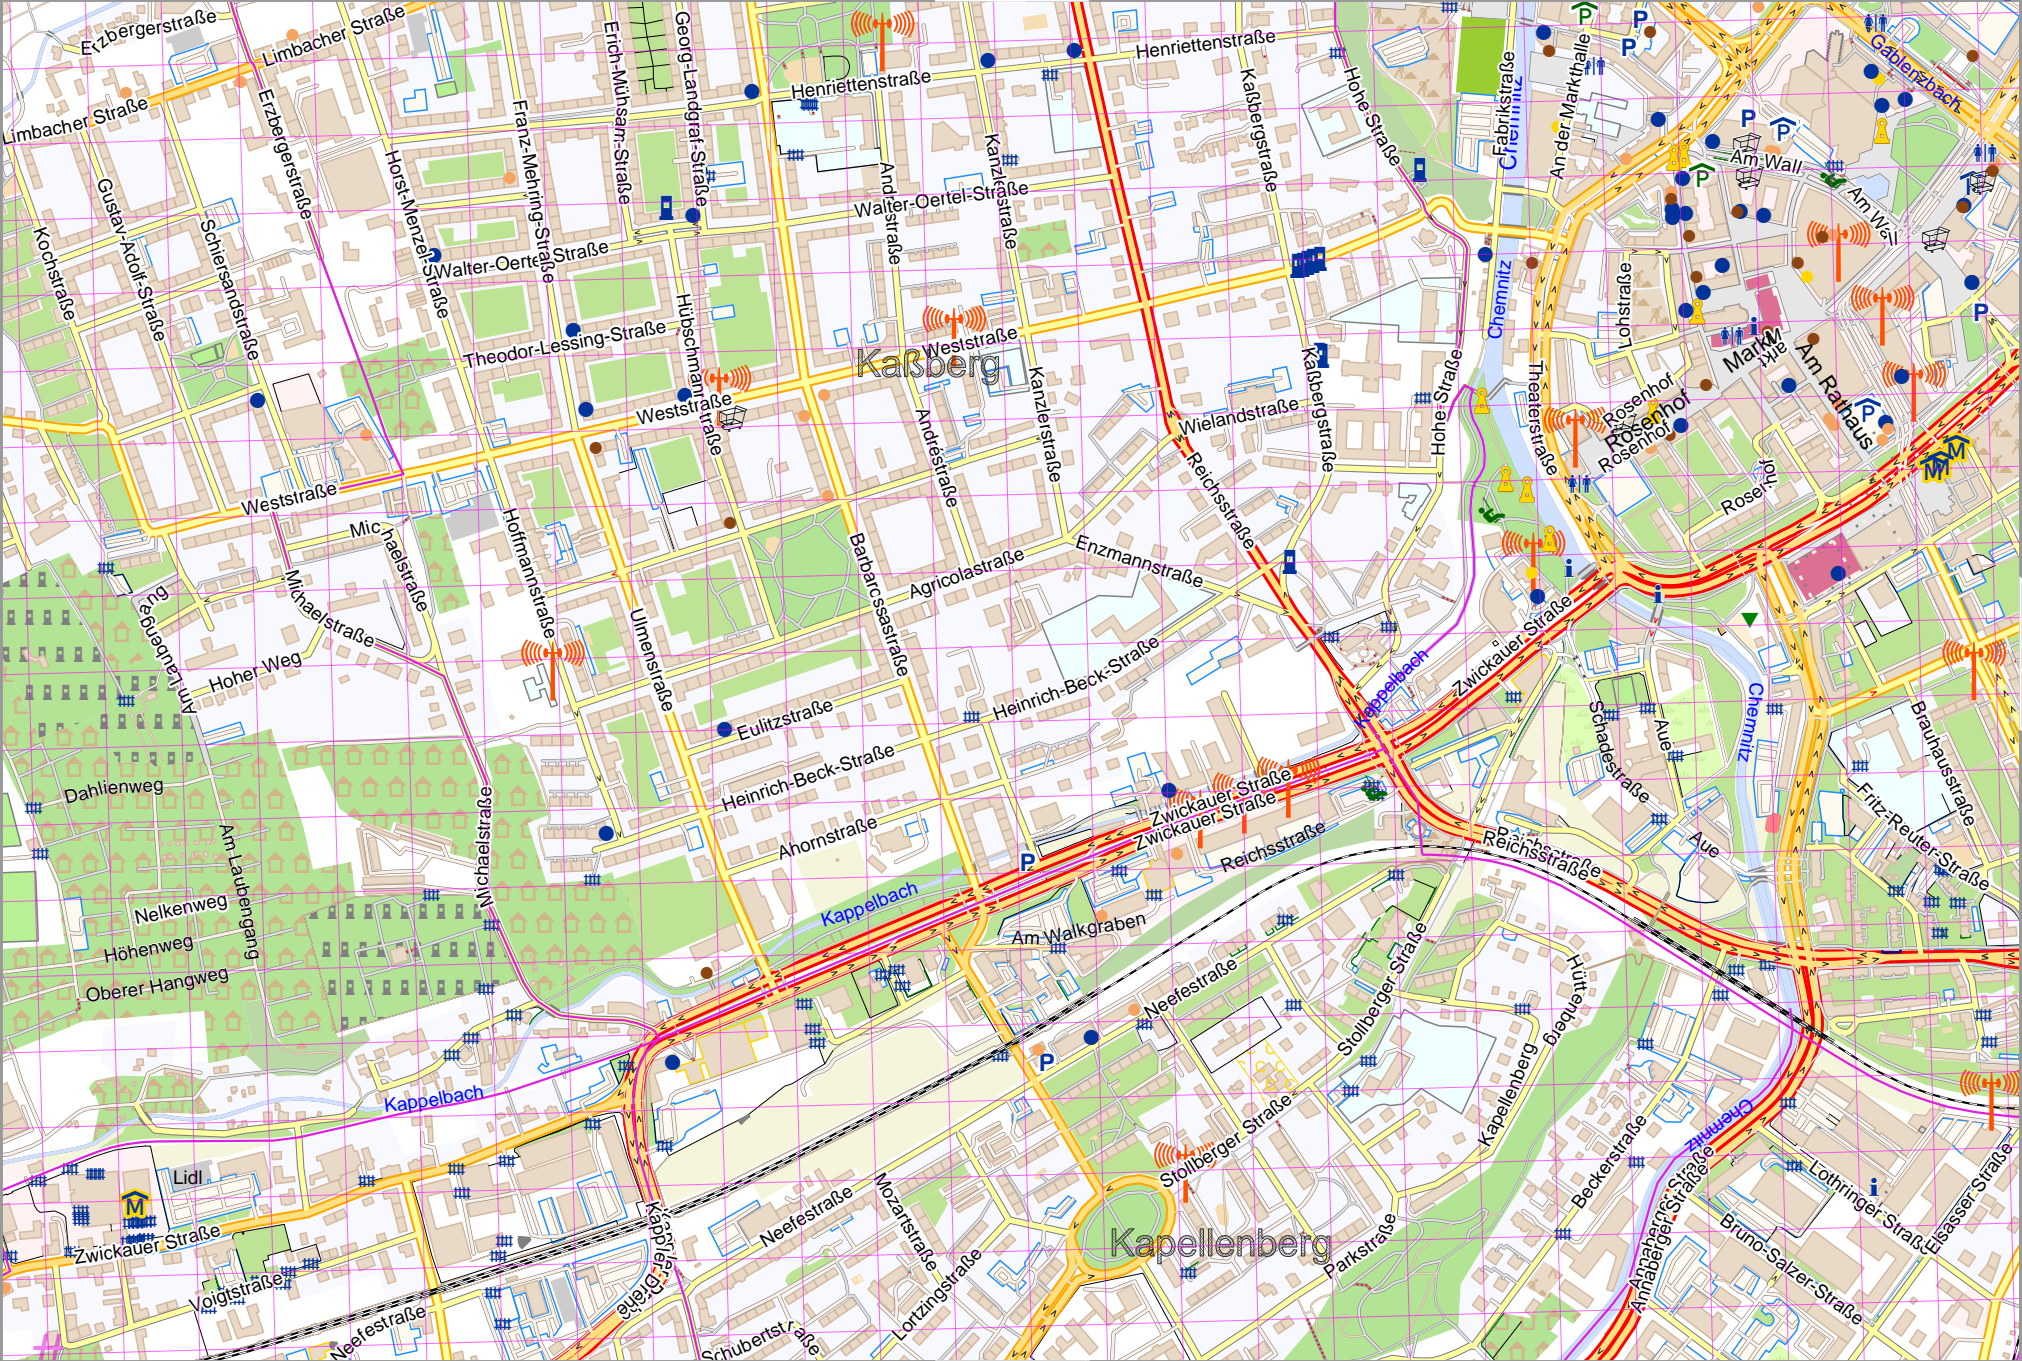 Erzbergerstraße
Limbacher Straße
Limbacher Straße
Erzbergerstraße
Horst-Menzel-Straße
Franz-Mehring-Straße
Erich-Mühsam-Straße
Georg-Landgraf-Straße
Henriettenstraße
Henriettenstraße
Kanzlerstraße
Andréstraße
Walter-Oertel-Straße
Walter-Oertel-Straße
Kaßbergstraße
Hohe Straße
Fabrikstraße
Chemnitz
An der Markthalle
Gablenzbach
Am Wall
Am Wall
Kochstraße
Gustav-Adolf-Straße
Schiersandstraße
Theodor-Lessing-Straße
Hübschmannstraße
Weststraße
Weststraße
Weststraße
Kaßberg
Kanzlerstraße
Andréstraße
Wielandstraße
Kaßbergstraße
Hohe Straße
Chemnitz
Theaterstraße
Lohstraße
Markt
Markt
Am Rathaus
Rosenhof
Rosenhof
Rosenhof
Rosenhof
Reichsstraße
Michaelstraße
Michaelstraße
Hoffmannstraße
Ulmenstraße
Barbarossastraße
Agricolastraße
Enzmannstraße
Am Laubengang
Hoher Weg
Eulitzstraße
Heinrich-Beck-Straße
Heinrich-Beck-Straße
Kappelbach
Zwickauer Straße
Schadestraße
Aue
Aue
Chemnitz
Brauhausstraße
Fritz-Reuter-Straße
Dahlienweg
Am Laubengang
Michaelstraße
Ahornstraße
Zwickauer Straße
Zwickauer Straße
Reichsstraße
Reichsstraße
Reichsstraße
Nelkenweg
Höhenweg
Oberer Hangweg
Kappelbach
Am Walkgraben
Neefestraße
Stollberger Straße
Hüttenberg
Kapellenberg
Kappelbach
Lidl
Zwickauer Straße
Voigtstraße
Neefestraße
Kappler Drehe
Neefestraße
Mozartstraße
Lortzingstraße
Schubertstraße
Stollberger Straße
Kapellenberg
Parkstraße
Beckerstraße
Chemnitz
Annaberger Straße
Annaberger Straße
Lothringer Straße
Elsasser Straße
Bruno-Salzer-Straße